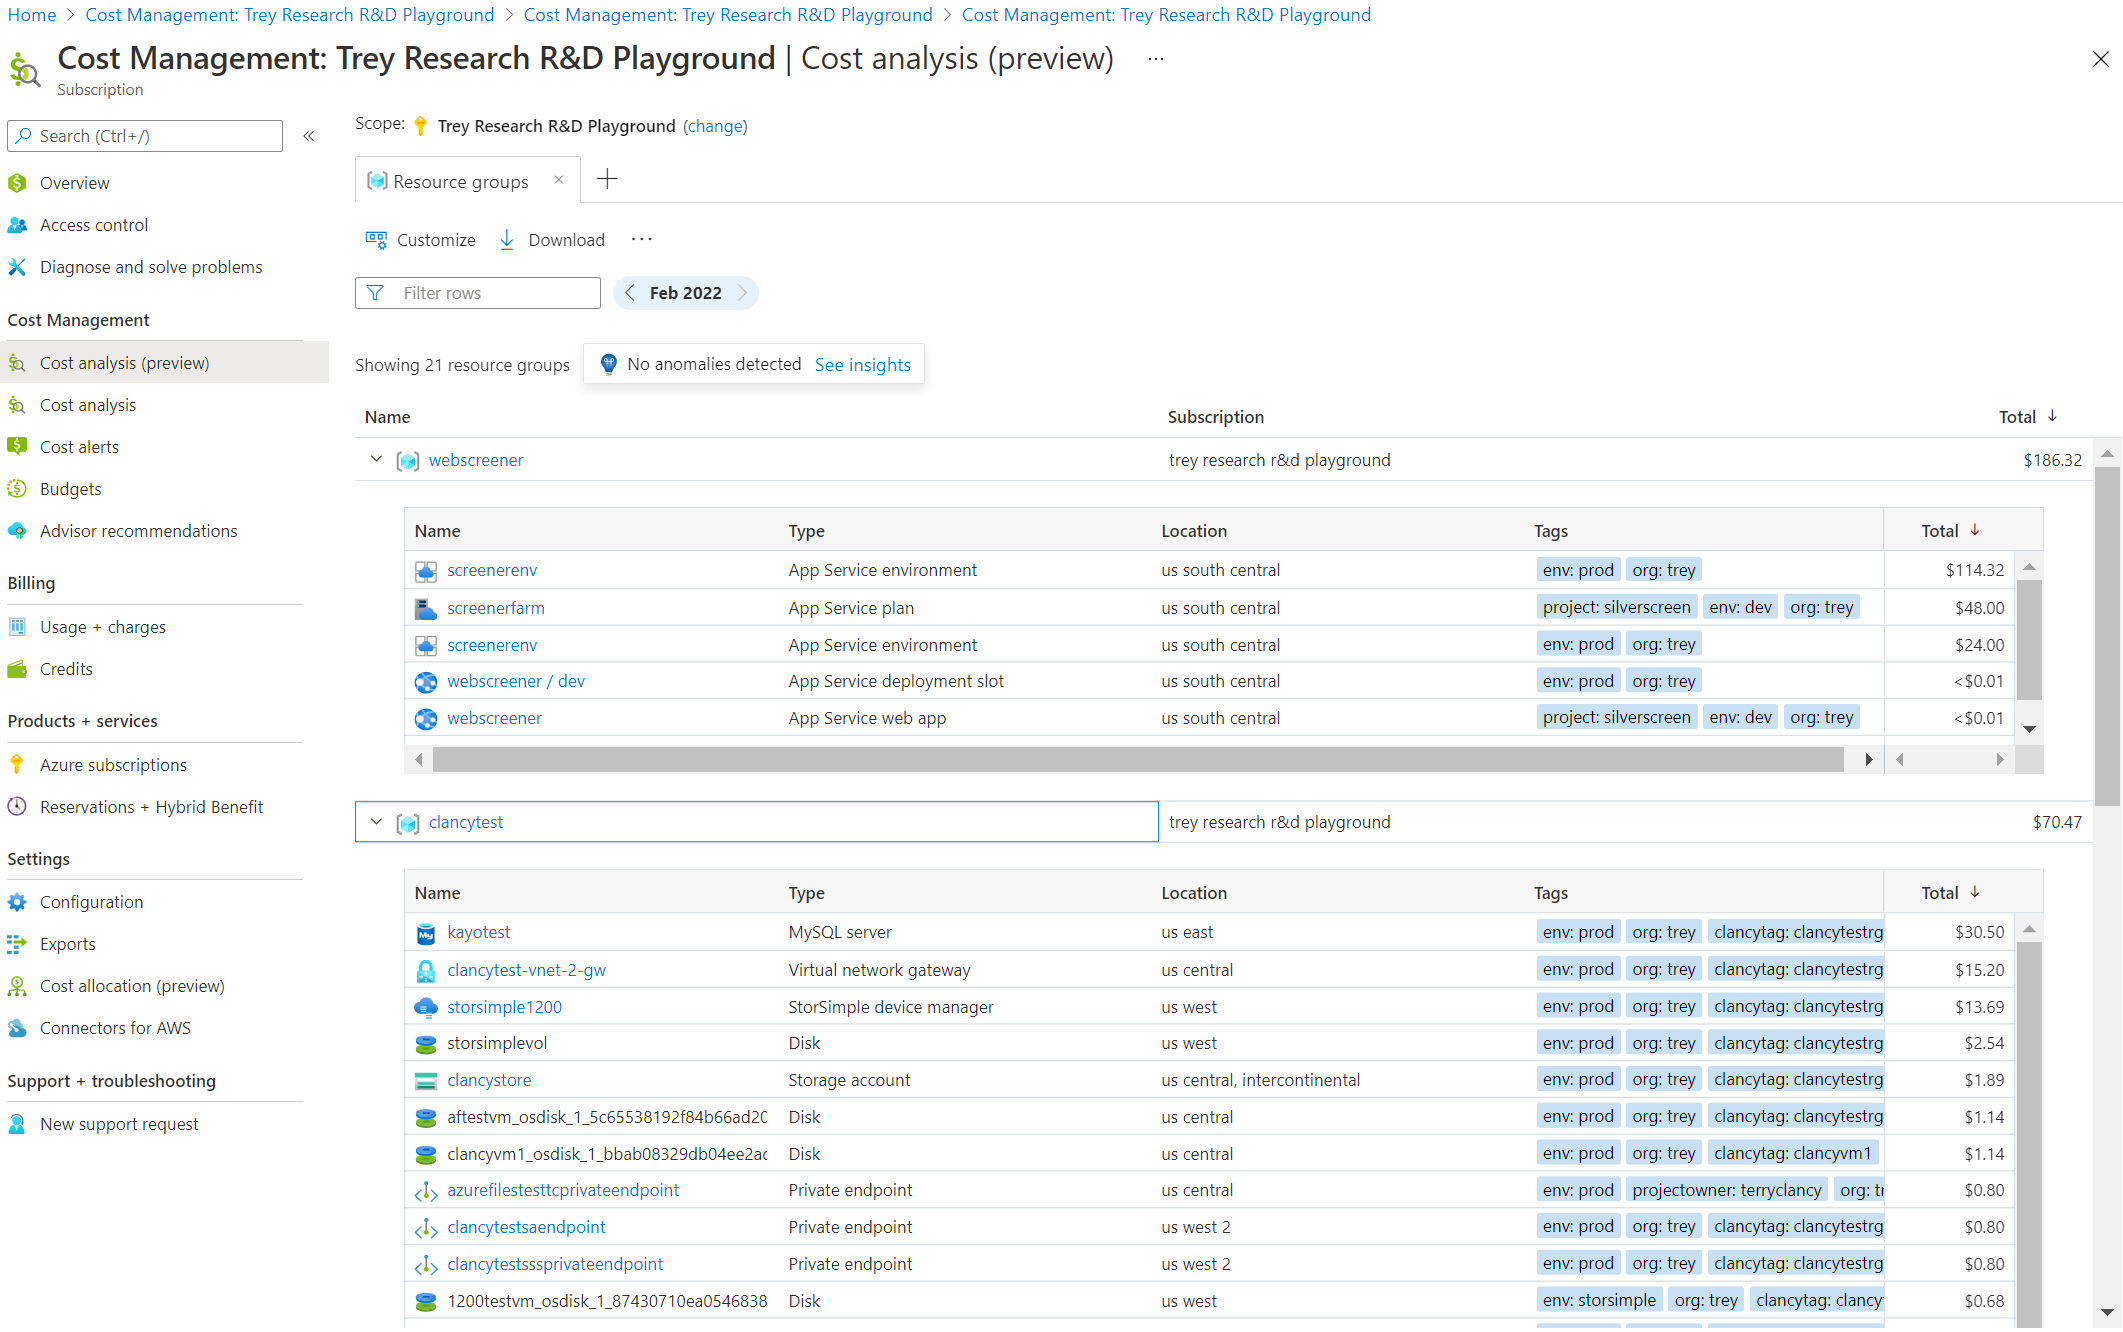 Home > Cost Management: Trey Research R&D Playground > Cost Management: Trey Research R&D Playground > Cost Management: Trey Research R&D Playground
Cost Management: Trey Research R&D Playground | Cost analysis (preview) ...
Subscription
Search (Ctrl+/)
«
Overview
Access control
Diagnose and solve problems
Cost Management
Cost analysis (preview)
Cost analysis
Cost alerts
Budgets
Advisor recommendations
Billing
Usage + charges
Credits
Products + services
Azure subscriptions
Reservations + Hybrid Benefit
Settings
Configuration
Exports
Cost allocation (preview)
Connectors for AWS
Support + troubleshooting
New support request
Scope: Trey Research R&D Playground (change)
Resource groups
Customize Download ...
Filter rows Feb 2022
Showing 21 resource groups No anomalies detected See insights
Name Subscription Total ↓
webscreener trey research r&d playground $186.32
Name Type Location Tags Total ↓
screenerenv App Service environment us south central env: prod org: trey $114.32
screenerfarm App Service plan us south central project: silverscreen env: dev org: trey $48.00
screenerenv App Service environment us south central env: prod org: trey $24.00
webscreener / dev App Service deployment slot us south central env: prod org: trey <$0.01
webscreener App Service web app us south central project: silverscreen env: dev org: trey <$0.01
clancytest trey research r&d playground $70.47
Name Type Location Tags Total ↓
kayotest MySQL server us east env: prod org: trey clancytag: clancytestrg $30.50
clancytest-vnet-2-gw Virtual network gateway us central env: prod org: trey clancytag: clancytestrg $15.20
storsimple1200 StorSimple device manager us west env: prod org: trey clancytag: clancytestrg $13.69
storsimplevol Disk us west env: prod org: trey clancytag: clancytestrg $2.54
clancystore Storage account us central, intercontinental env: prod org: trey clancytag: clancytestrg $1.89
aftestvm_osdisk_1_5c65538192f84b66ad20 Disk us central env: prod org: trey clancytag: clancytestrg $1.14
clancyvm1_osdisk_1_bbab08329db04ee2ac Disk us central env: prod org: trey clancytag: clancyvm1 $1.14
azurefilestesttcprivateendpoint Private endpoint us central env: prod projectowner: terryclancy org: tr $0.80
clancytestsaendpoint Private endpoint us west 2 env: prod org: trey clancytag: clancytestrg $0.80
clancytestsssprivateendpoint Private endpoint us west 2 env: prod org: trey clancytag: clancytestrg $0.80
1200testvm_osdisk_1_87430710ea0546838 Disk us west env: storsimple org: trey clancytag: clancy $0.68